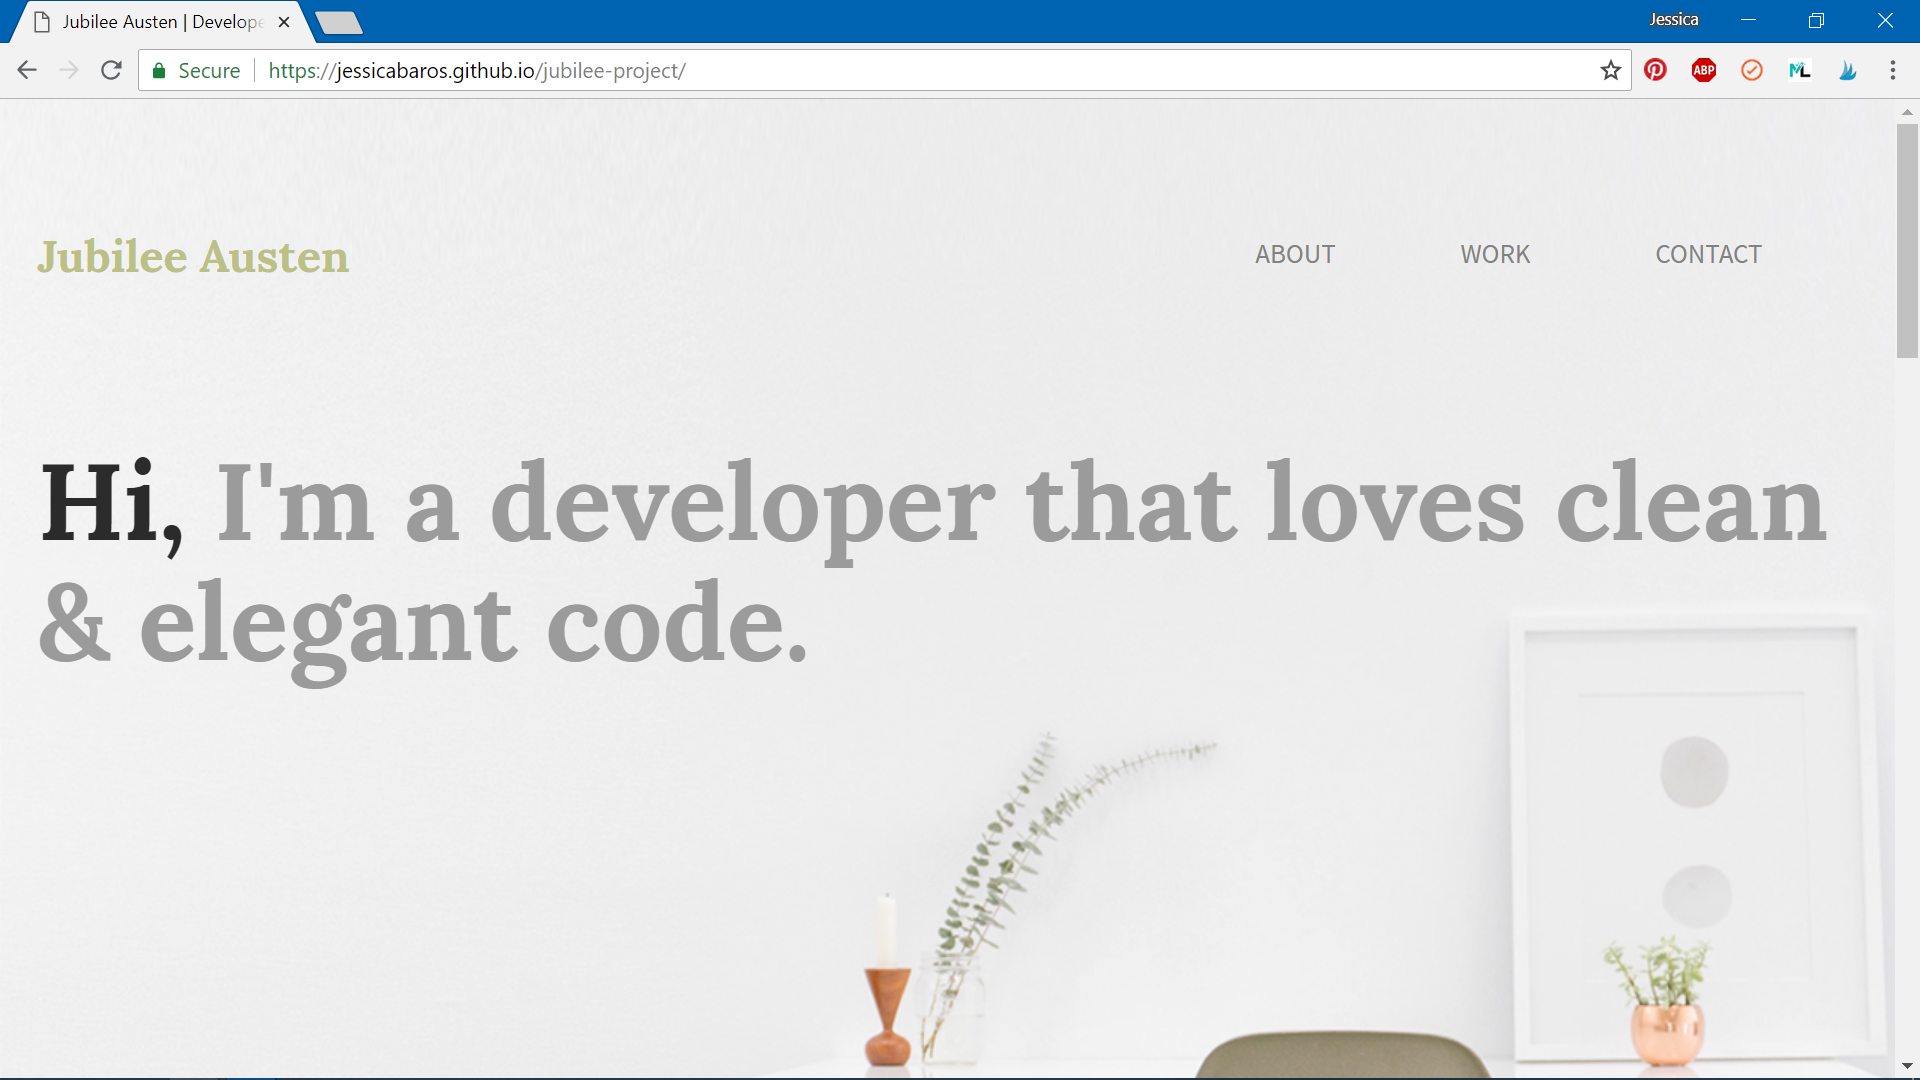 Jubilee Austen | Develope
Jessica
Secure
https://jessicabaros.github.io/jubilee-project/
ABP
ML
Jubilee Austen
ABOUT
WORK
CONTACT
Hi, I'm a developer that loves clean
& elegant code.